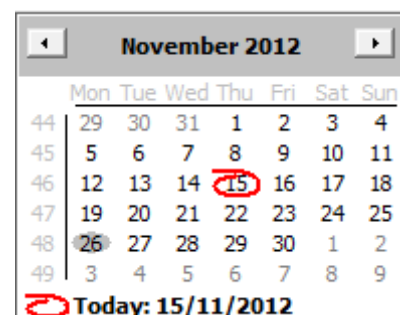 November 2012
Mon Tue Wed Thu Fri Sat Sun
44 29 30 31 1 2 3 4
45 5 6 7 8 9 10 11
46 12 13 14 15 16 17 18
47 19 20 21 22 23 24 25
48 26 27 28 29 30 1 2
49 3 4 5 6 7 8 9
Today: 15/11/2012